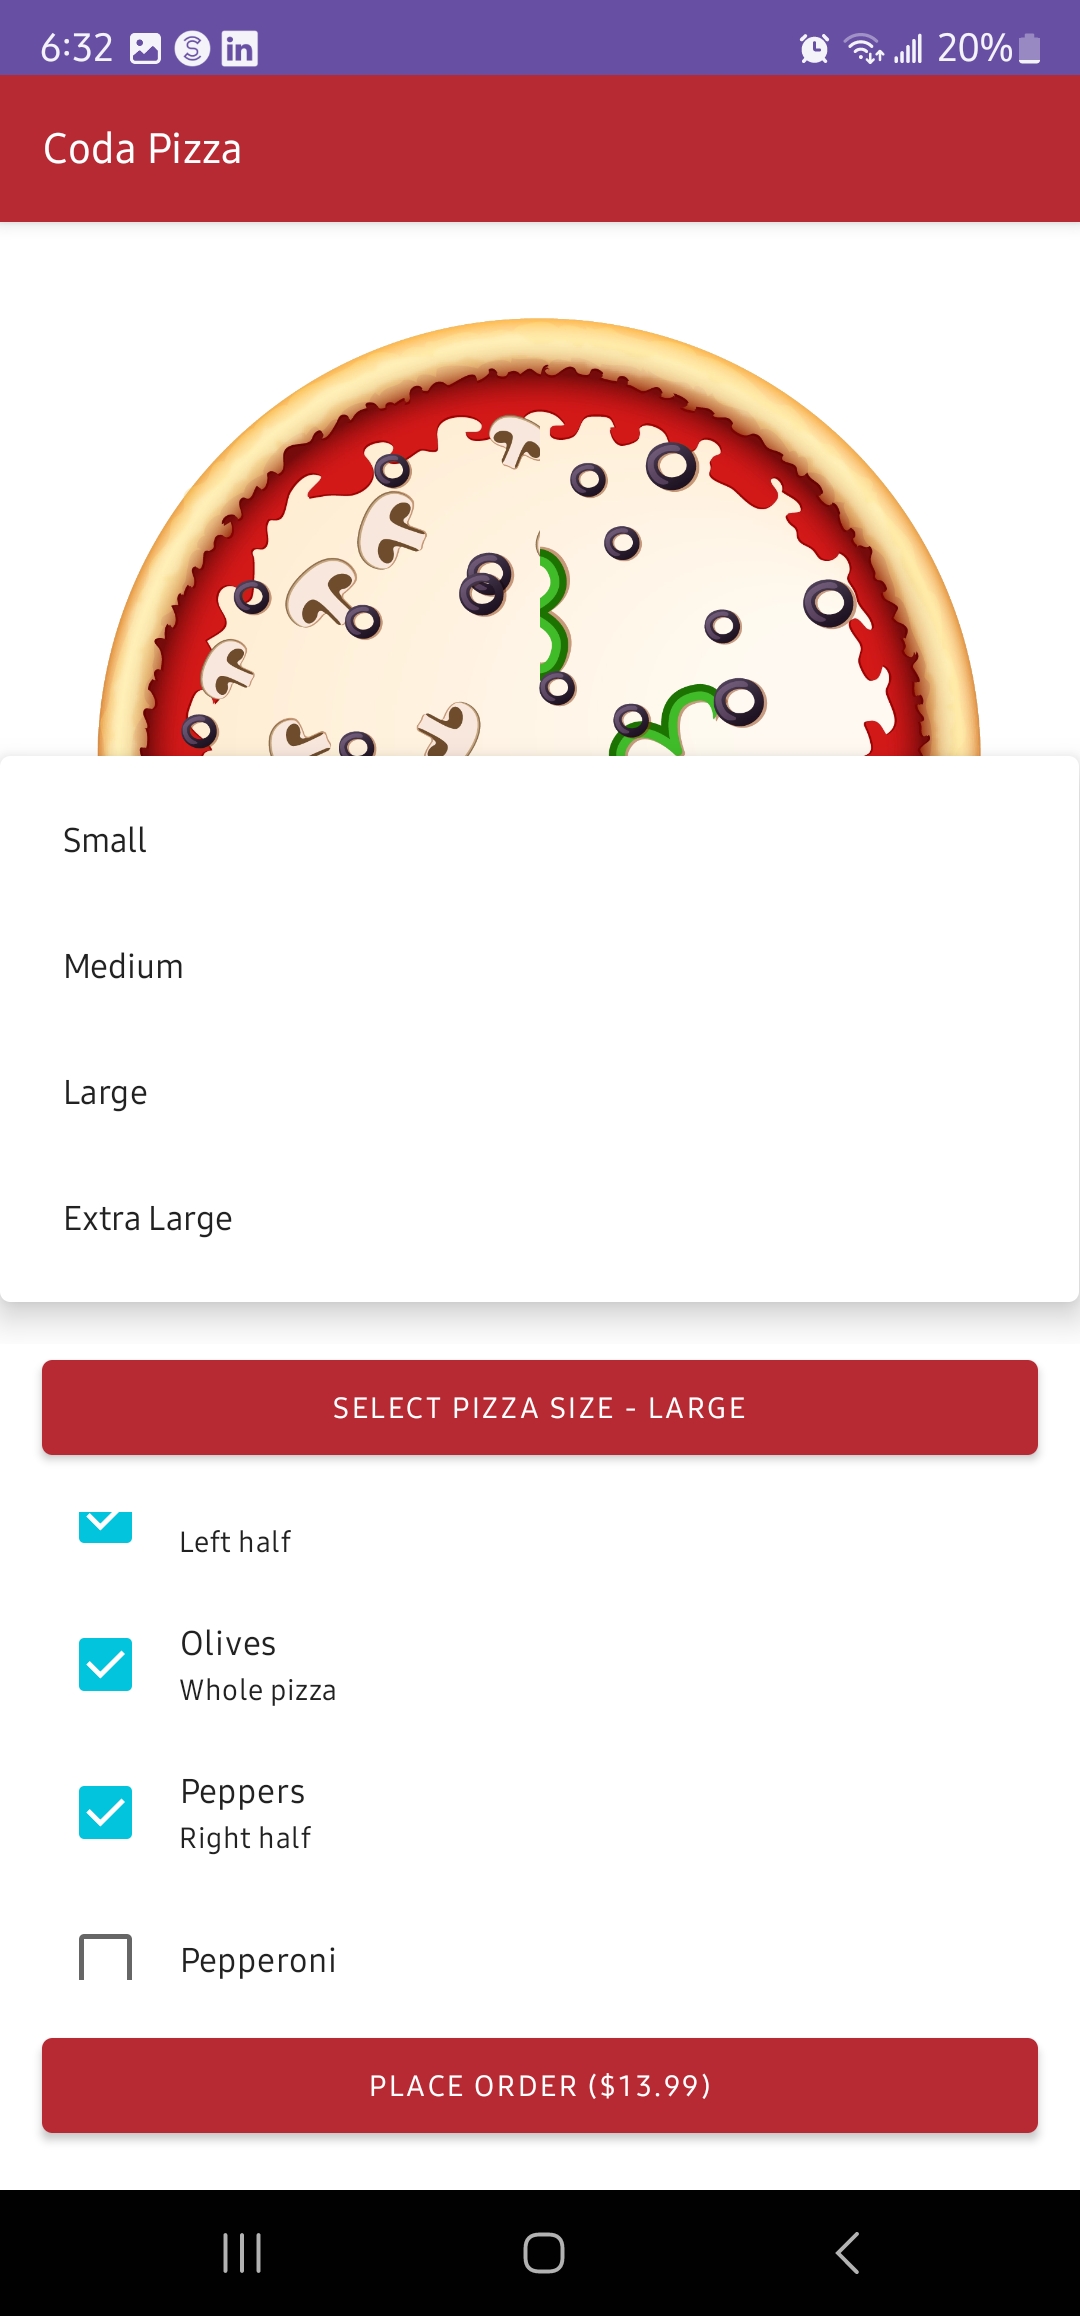 6:32
20%
Coda Pizza
Small
Medium
Large
Extra Large
SELECT PIZZA SIZE - LARGE
Left half
Olives
Whole pizza
Peppers
Right half
Pepperoni
PLACE ORDER ($13.99)